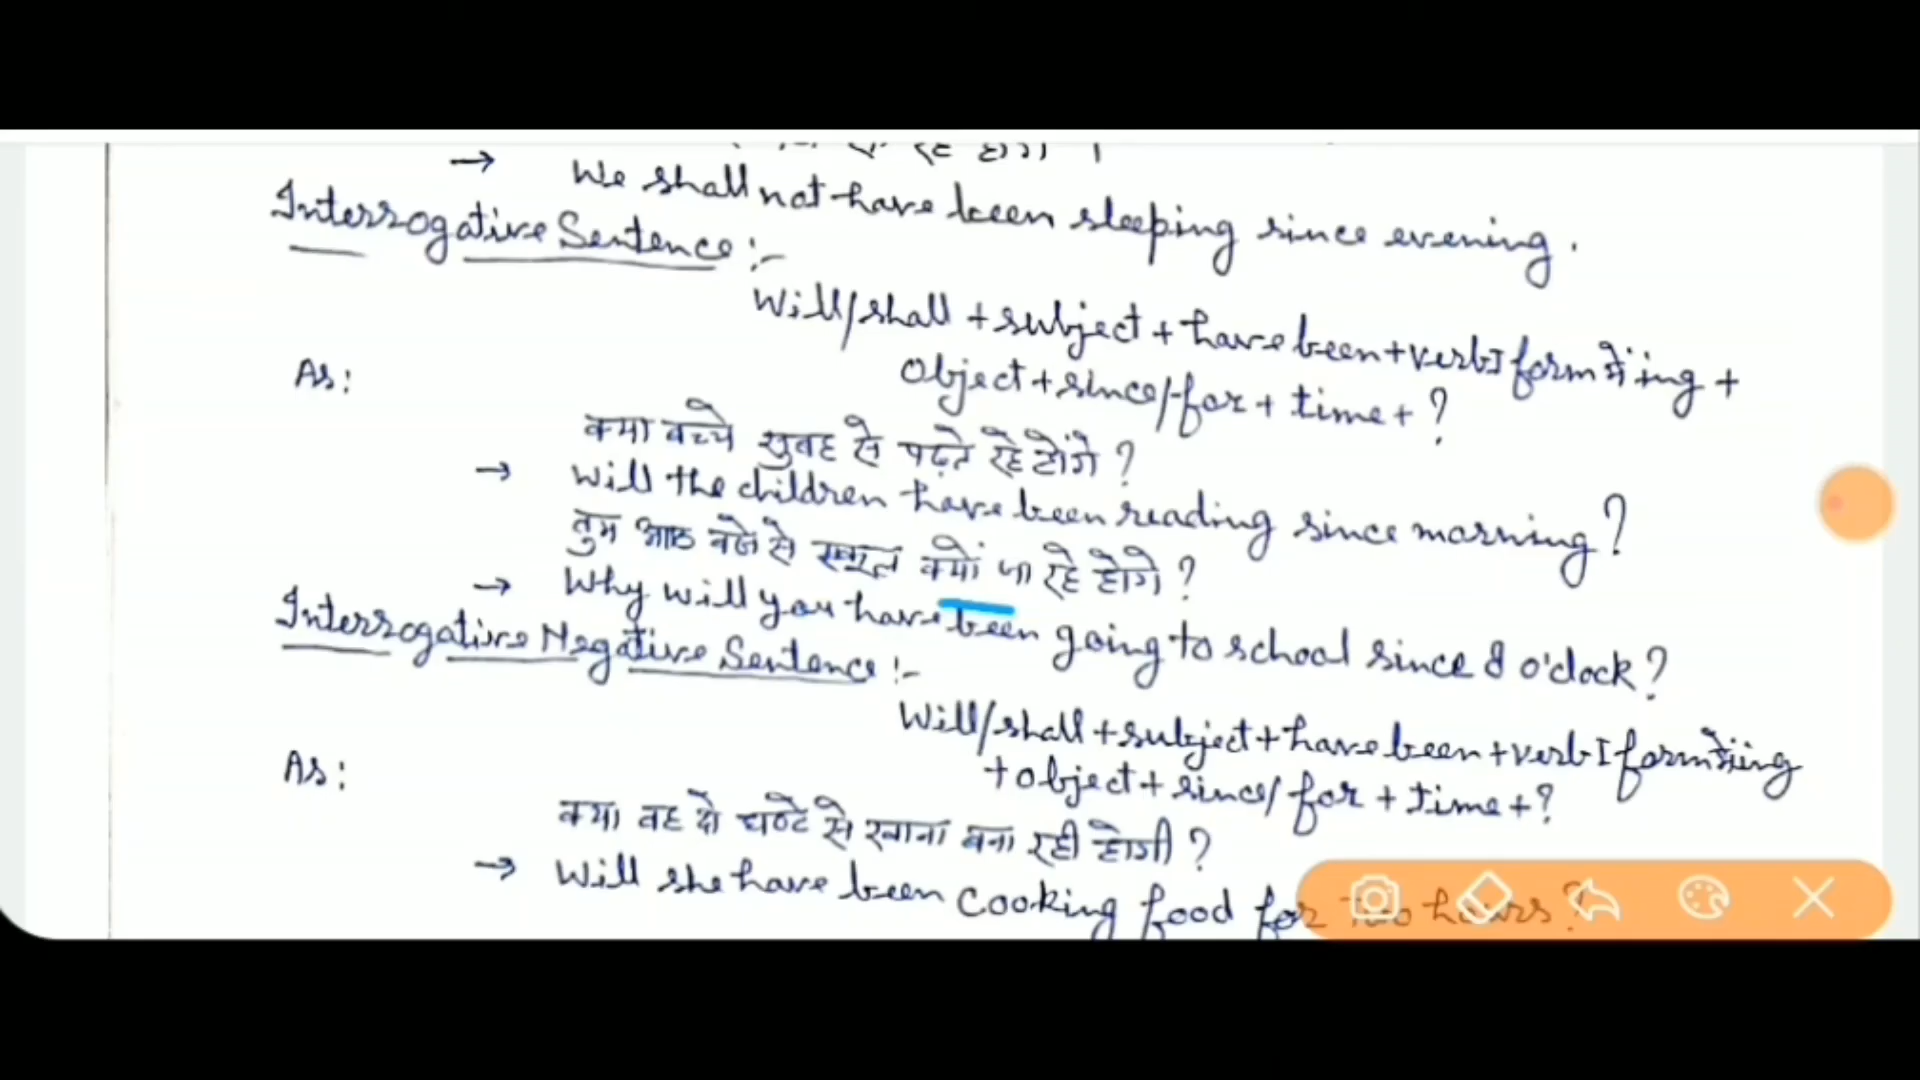 → We shall not have been sleeping since evening.
Interrogative Sentence :-
Will/shall + subject + have been + verb I form में ing +
object + since/for + time + ?
As:
क्या बच्चे सुबह से पढ़ते रहे होंगे ?
→ Will the children have been reading since morning ?
तुम आठ बजे से स्कूल क्यों जा रहे होगे ?
→ Why will you have been going to school since 8 o'clock ?
Interrogative Negative Sentence :-
Will/shall + subject + have been + verb I form में ing
+ object + since/for + time + ?
As:
क्या वह दो घण्टे से खाना बना रही होगी ?
→ Will she have been cooking food for two hours ?